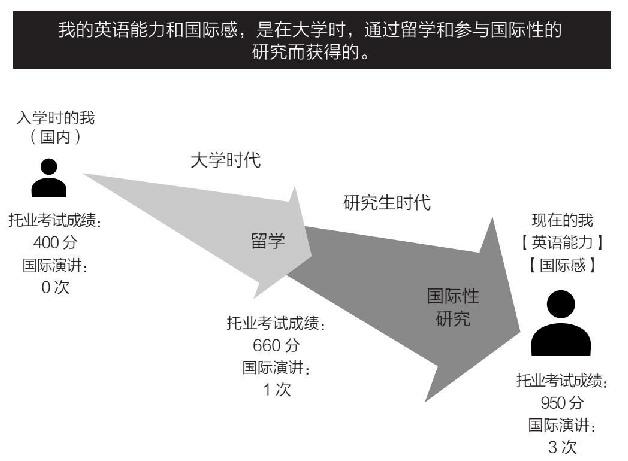 我的英语能力和国际感，是在大学时，通过留学和参与国际性的
研究而获得的。
入学时的我
（国内）
托业考试成绩：
400 分
国际演讲：
0 次
大学时代
留学
托业考试成绩：
660 分
国际演讲：
1 次
研究生时代
国际性
研究
现在的我
【英语能力】
【国际感】
托业考试成绩：
950 分
国际演讲：
3 次